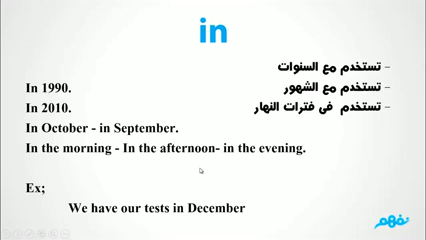 in
- تستخدم مع السنوات
In 1990.
- تستخدم مع الشهور
In 2010.
- تستخدم فى فترات النهار
In October - in September.
In the morning - In the afternoon- in the evening.
Ex;
We have our tests in December
نفهم